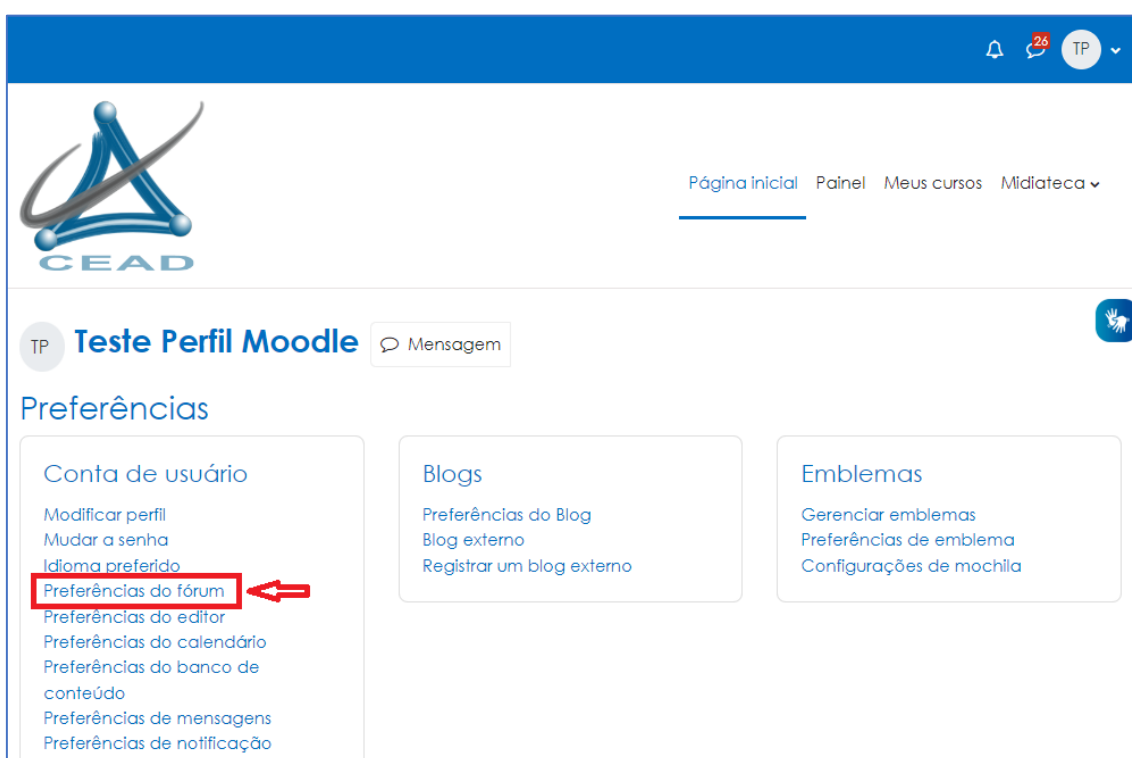 26
TP
CEAD
Página inicial Painel Meus cursos Midiateca
TP Teste Perfil Moodle Mensagem
Preferências
Conta de usuário
Modificar perfil
Mudar a senha
Idioma preferido
Preferências do fórum
Preferências do editor
Preferências do calendário
Preferências do banco de
conteúdo
Preferências de mensagens
Preferências de notificação
Blogs
Preferências do Blog
Blog externo
Registrar um blog externo
Emblemas
Gerenciar emblemas
Preferências de emblema
Configurações de mochila